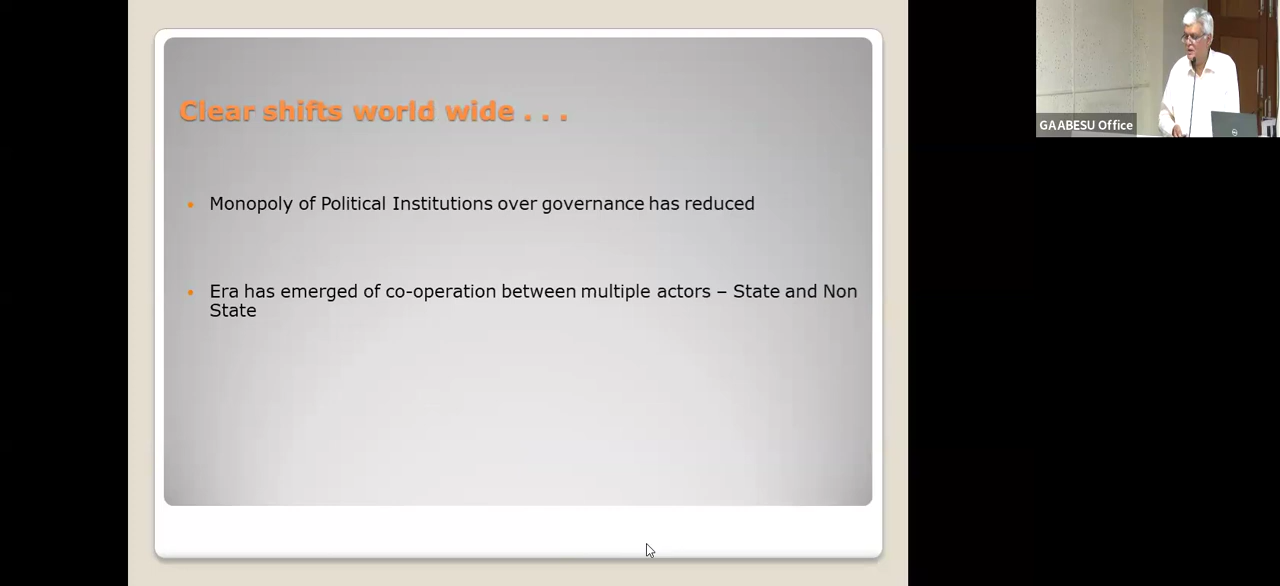 Clear shifts world wide . . .
• Monopoly of Political Institutions over governance has reduced
• Era has emerged of co-operation between multiple actors – State and Non
State
GAABESU Office